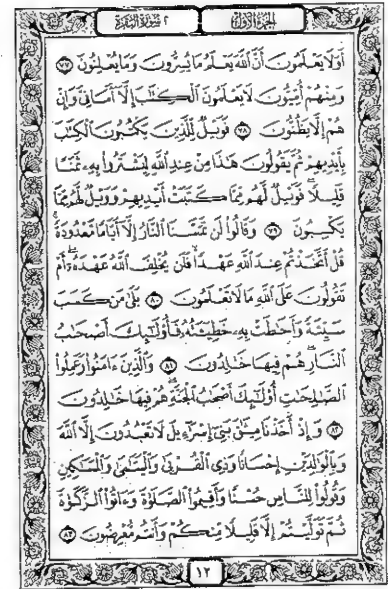 الجزء الأول ٢ سورة البقرة
أَوَلَا يَعْلَمُونَ أَنَّ ٱللَّهَ يَعْلَمُ مَا يُسِرُّونَ وَمَا يُعْلِنُونَ ٧٧
وَمِنْهُمْ أُمِّيُّونَ لَا يَعْلَمُونَ ٱلْكِتَٰبَ إِلَّآ أَمَانِيَّ وَإِنْ
هُمْ إِلَّا يَظُنُّونَ ٧٨ فَوَيْلٌ لِّلَّذِينَ يَكْتُبُونَ ٱلْكِتَٰبَ
بِأَيْدِيهِمْ ثُمَّ يَقُولُونَ هَٰذَا مِنْ عِندِ ٱللَّهِ لِيَشْتَرُوا۟ بِهِۦ ثَمَنًا
قَلِيلًا فَوَيْلٌ لَّهُم مِّمَّا كَتَبَتْ أَيْدِيهِمْ وَوَيْلٌ لَّهُم مِّمَّا
يَكْسِبُونَ ٧٩ وَقَالُوا۟ لَن تَمَسَّنَا ٱلنَّارُ إِلَّآ أَيَّامًا مَّعْدُودَةً
قُلْ أَتَّخَذْتُمْ عِندَ ٱللَّهِ عَهْدًا فَلَن يُخْلِفَ ٱللَّهُ عَهْدَهُۥٓ أَمْ
تَقُولُونَ عَلَى ٱللَّهِ مَا لَا تَعْلَمُونَ ٨٠ بَلَىٰ مَن كَسَبَ
سَيِّئَةً وَأَحَٰطَتْ بِهِۦ خَطِيٓـَٔتُهُۥ فَأُو۟لَٰٓئِكَ أَصْحَٰبُ
ٱلنَّارِ هُمْ فِيهَا خَٰلِدُونَ ٨١ وَٱلَّذِينَ ءَامَنُوا۟ وَعَمِلُوا۟
ٱلصَّٰلِحَٰتِ أُو۟لَٰٓئِكَ أَصْحَٰبُ ٱلْجَنَّةِ هُمْ فِيهَا خَٰلِدُونَ
٨٢ وَإِذْ أَخَذْنَا مِيثَٰقَ بَنِىٓ إِسْرَٰٓءِيلَ لَا تَعْبُدُونَ إِلَّا ٱللَّهَ
وَبِٱلْوَٰلِدَيْنِ إِحْسَانًا وَذِى ٱلْقُرْبَىٰ وَٱلْيَتَٰمَىٰ وَٱلْمَسَٰكِينِ
وَقُولُوا۟ لِلنَّاسِ حُسْنًا وَأَقِيمُوا۟ ٱلصَّلَوٰةَ وَءَاتُوا۟ ٱلزَّكَوٰةَ
ثُمَّ تَوَلَّيْتُمْ إِلَّا قَلِيلًا مِّنكُمْ وَأَنتُم مُّعْرِضُونَ ٨٣
١٢